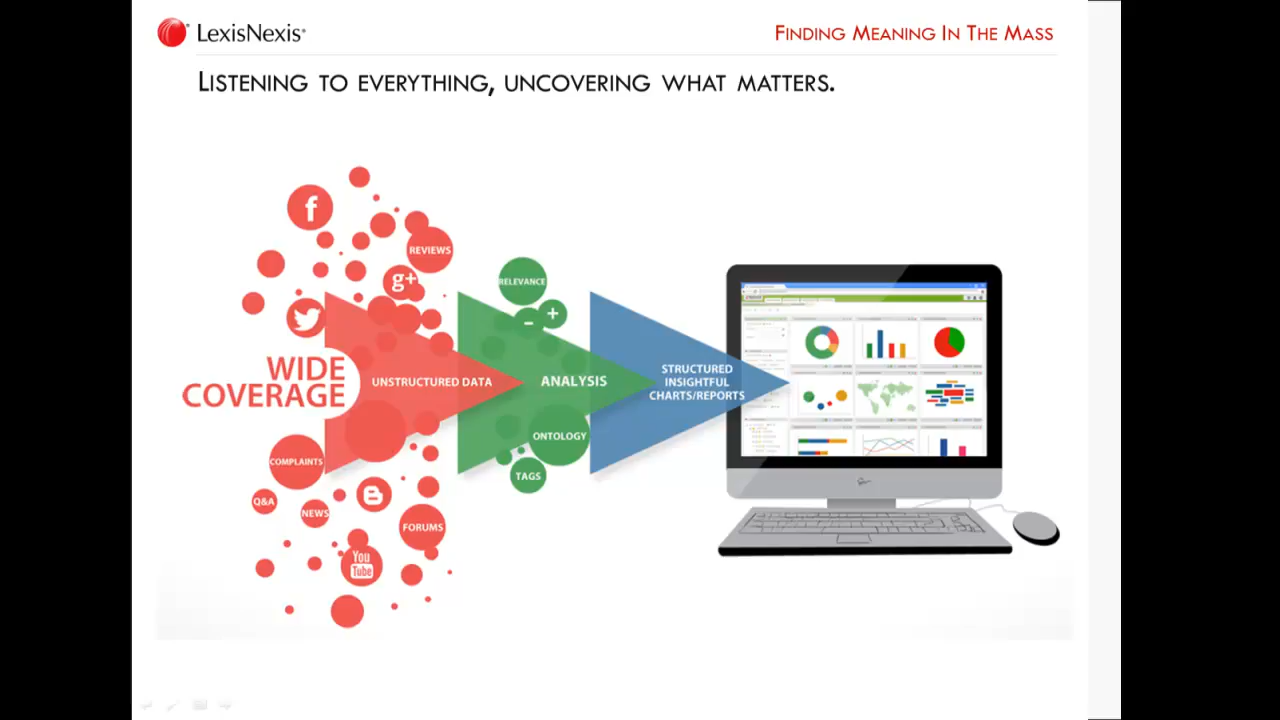 LexisNexis®
FINDING MEANING IN THE MASS
LISTENING TO EVERYTHING, UNCOVERING WHAT MATTERS.
f
REVIEWS
g+
WIDE
COVERAGE
UNSTRUCTURED DATA
COMPLAINTS
Q&A
NEWS
FORUMS
You
Tube
RELEVANCE
– +
ANALYSIS
ONTOLOGY
TAGS
STRUCTURED
INSIGHTFUL
CHARTS/REPORTS